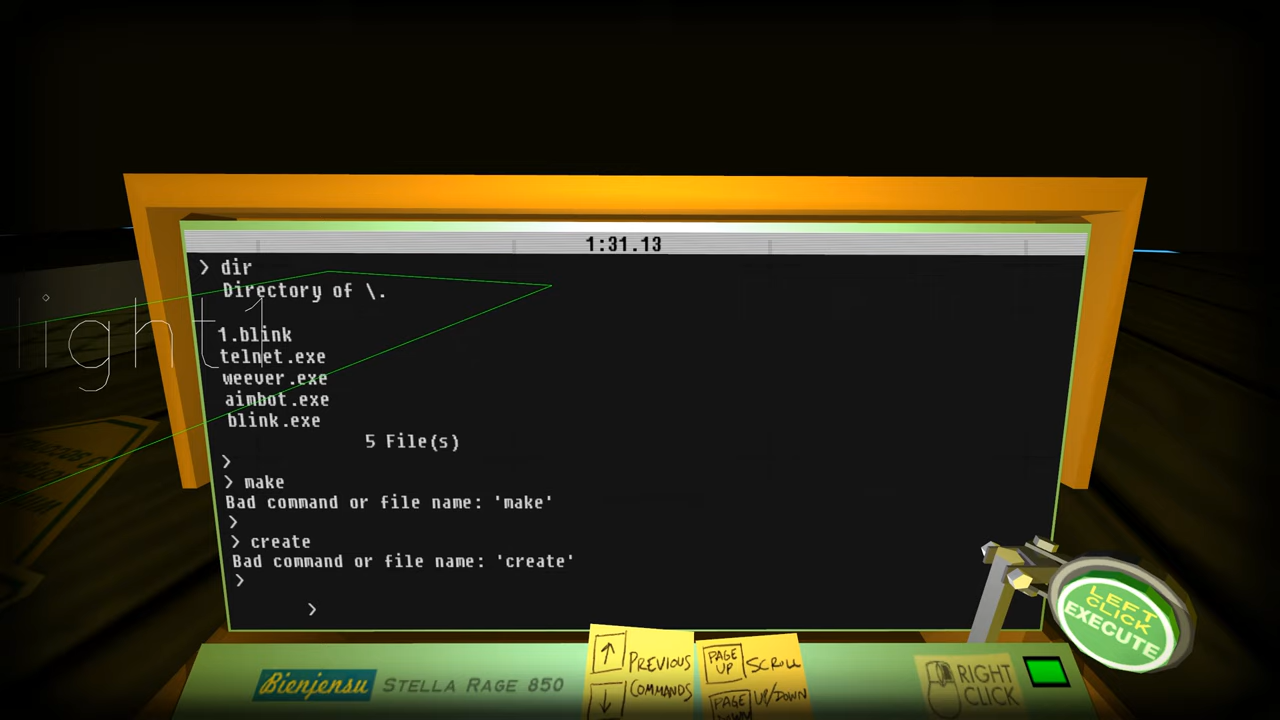 1:31.13
❯ dir
Directory of \.
light1
1.blink
telnet.exe
weever.exe
aimbot.exe
blink.exe
5 File(s)
❯
❯ make
Bad command or file name: 'make'
❯
❯ create
Bad command or file name: 'create'
❯
❯
LEFT
CLICK
EXECUTE
Bienjensu STELLA RAGE 850
↑ PREVIOUS
↓ COMMANDS
PAGE
UP SCROLL
PAGE UP/DOWN
DOWN
RIGHT
CLICK